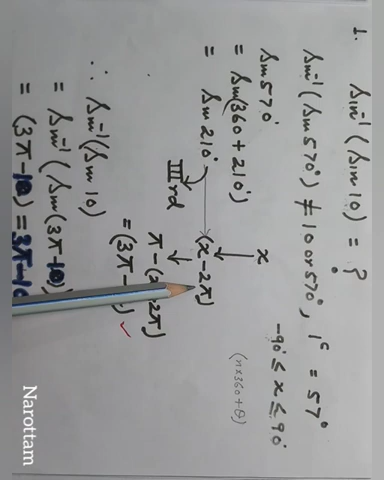 1. sin⁻¹(sin 10) = ?
sin⁻¹(sin 570°) ≠ 10 or 570°, 1ᶜ = 57°
-90° ≤ x ≤ 90°
sin 570°
= sin(360 + 210°)
(n×360+θ)
= sin 210°
x
IIIrd
(x - 2π)
π - (x - 2π)
= (3π - x) ✓
∴ sin⁻¹(sin 10)
= sin⁻¹(sin(3π - 10))
= (3π - 10) = 3π - 10
Narottam